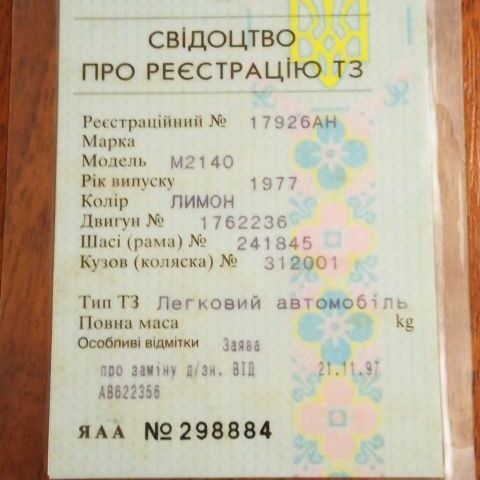 СВІДОЦТВО
ПРО РЕЄСТРАЦІЮ ТЗ
Реєстраційний № 17926АН
Марка
Модель М2140
Рік випуску 1977
Колір ЛИМОН
Двигун № 1762236
Шасі (рама) № 241845
Кузов (коляска) № 312001
Тип ТЗ Легковий автомобіль
Повна маса kg
Особливі відмітки Заява
про заміну д/зн. ВІД 21.11.97
АВ622356
ЯАА №298884